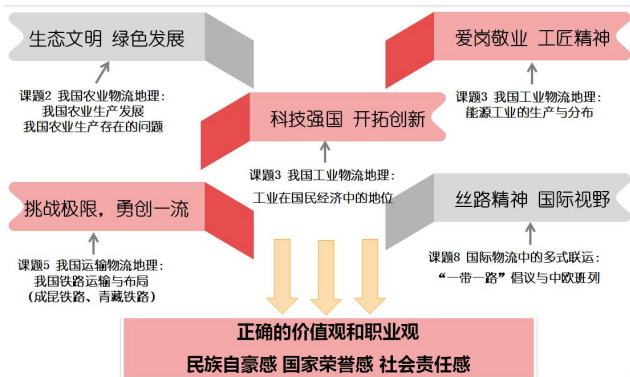 生态文明 绿色发展
课题2 我国农业物流地理：
我国农业生产发展
我国农业生产存在的问题
爱岗敬业 工匠精神
课题3 我国工业物流地理：
能源工业的生产与分布
科技强国 开拓创新
课题3 我国工业物流地理：
工业在国民经济中的地位
挑战极限，勇创一流
课题5 我国运输物流地理：
我国铁路运输与布局
(成昆铁路、青藏铁路)
丝路精神 国际视野
课题8 国际物流中的多式联运：
“一带一路”倡议与中欧班列
正确的价值观和职业观
民族自豪感 国家荣誉感 社会责任感